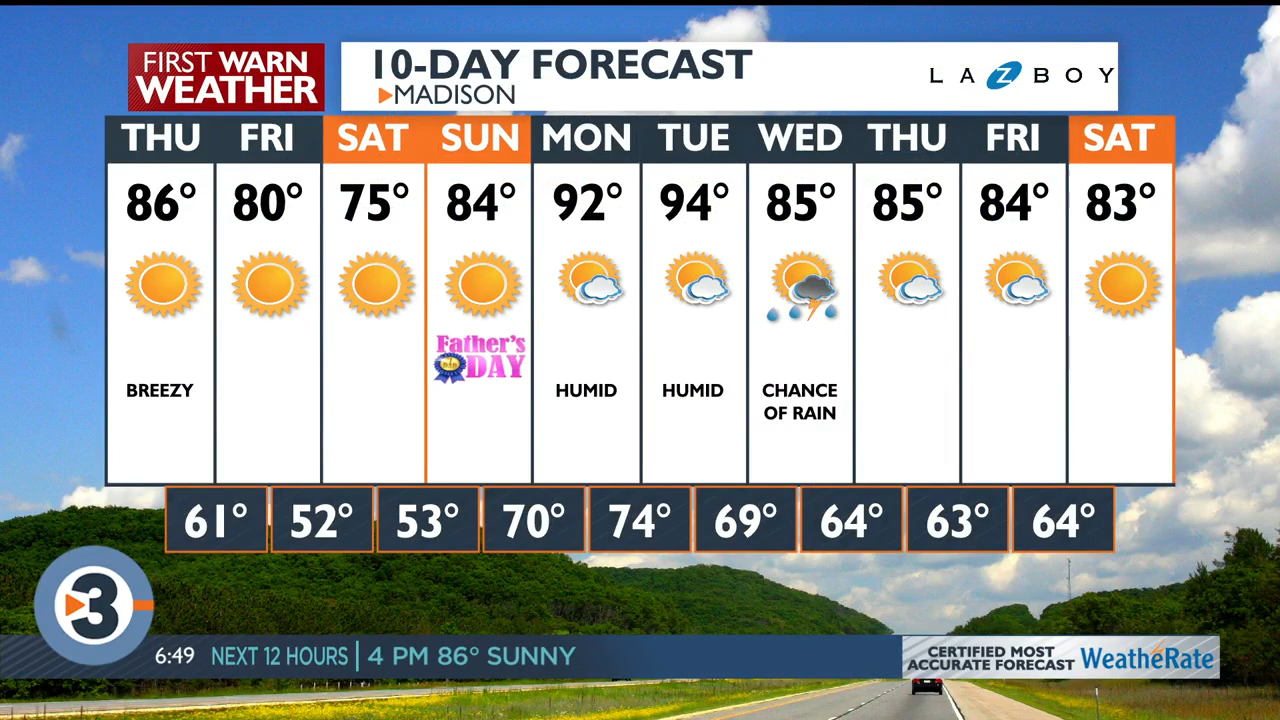 FIRST WARN
WEATHER
10-DAY FORECAST
MADISON
LA Z BOY
THU FRI SAT SUN MON TUE WED THU FRI SAT
86° 80° 75° 84° 92° 94° 85° 85° 84° 83°
Father's
DAY
BREEZY HUMID HUMID CHANCE
OF RAIN
61° 52° 53° 70° 74° 69° 64° 63° 64°
3
6:49 NEXT 12 HOURS 4 PM 86° SUNNY
CERTIFIED MOST
ACCURATE FORECAST WeatheRate